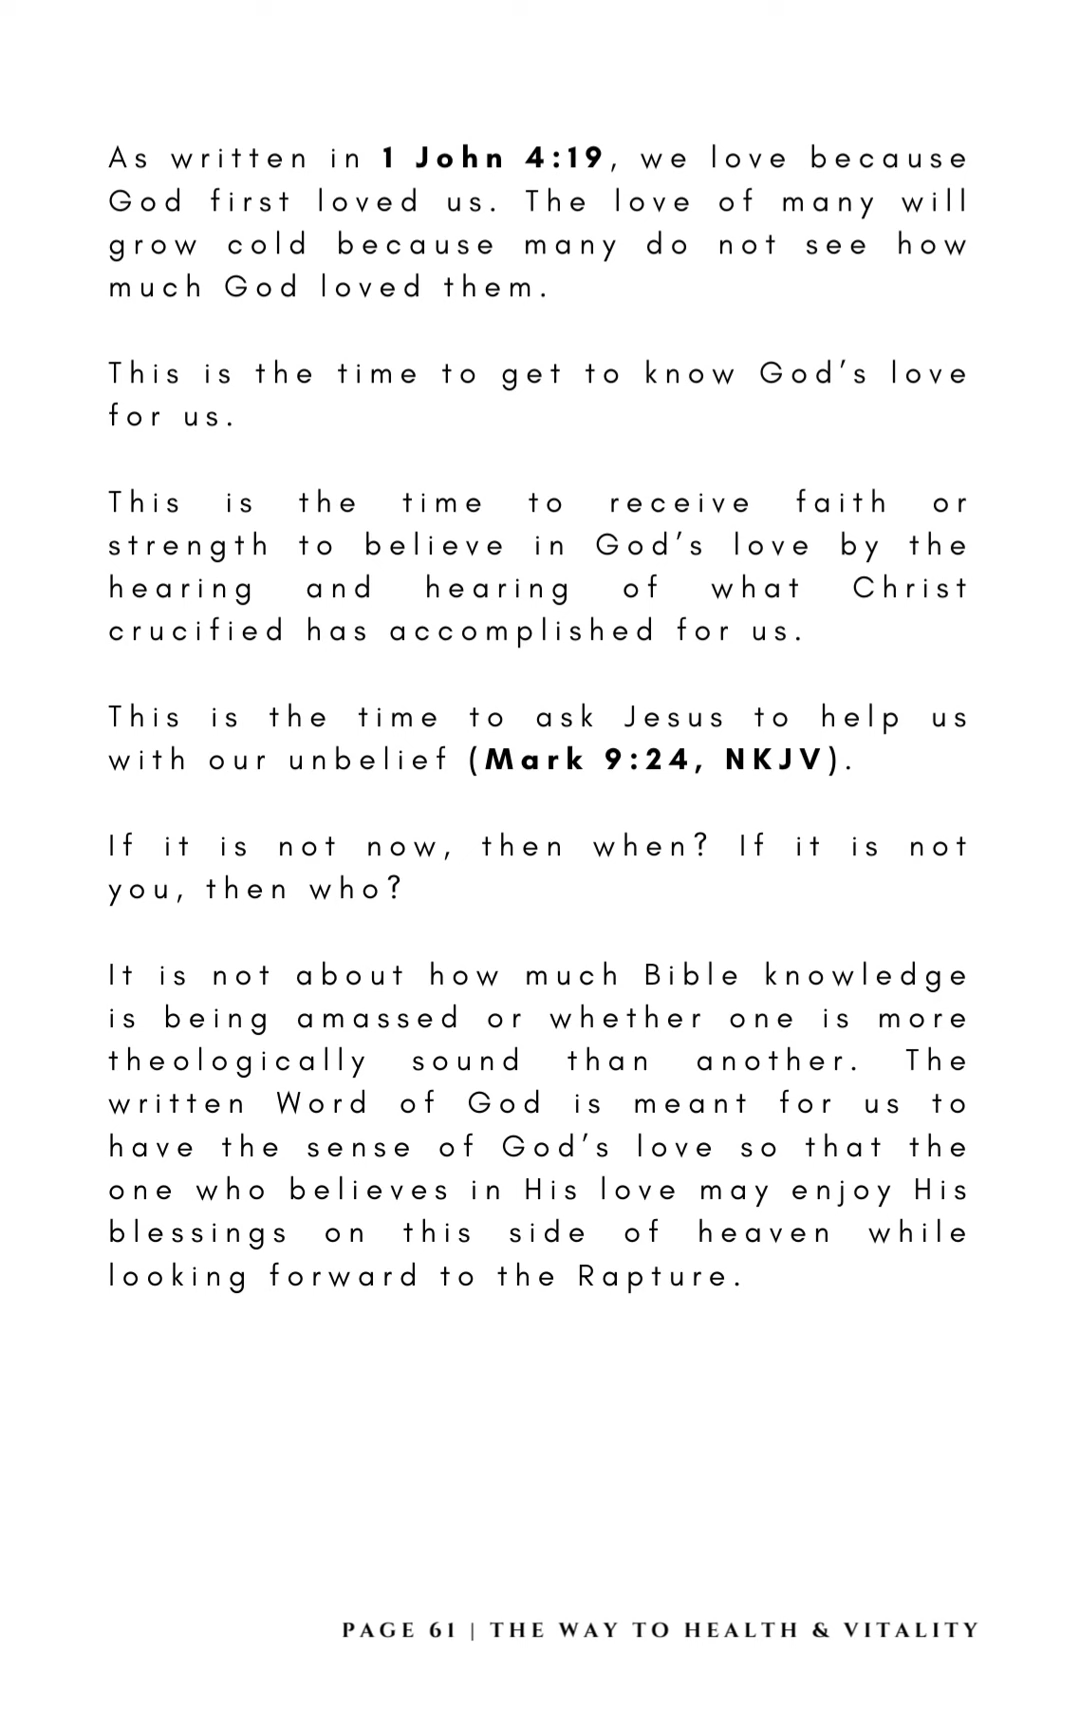 As written in 1 John 4:19, we love because
God first loved us. The love of many will
grow cold because many do not see how
much God loved them.
This is the time to get to know God's love
for us.
This is the time to receive faith or
strength to believe in God's love by the
hearing and hearing of what Christ
crucified has accomplished for us.
This is the time to ask Jesus to help us
with our unbelief (Mark 9:24, NKJV).
If it is not now, then when? If it is not
you, then who?
It is not about how much Bible knowledge
is being amassed or whether one is more
theologically sound than another. The
written Word of God is meant for us to
have the sense of God's love so that the
one who believes in His love may enjoy His
blessings on this side of heaven while
looking forward to the Rapture.
PAGE 61 | THE WAY TO HEALTH & VITALITY